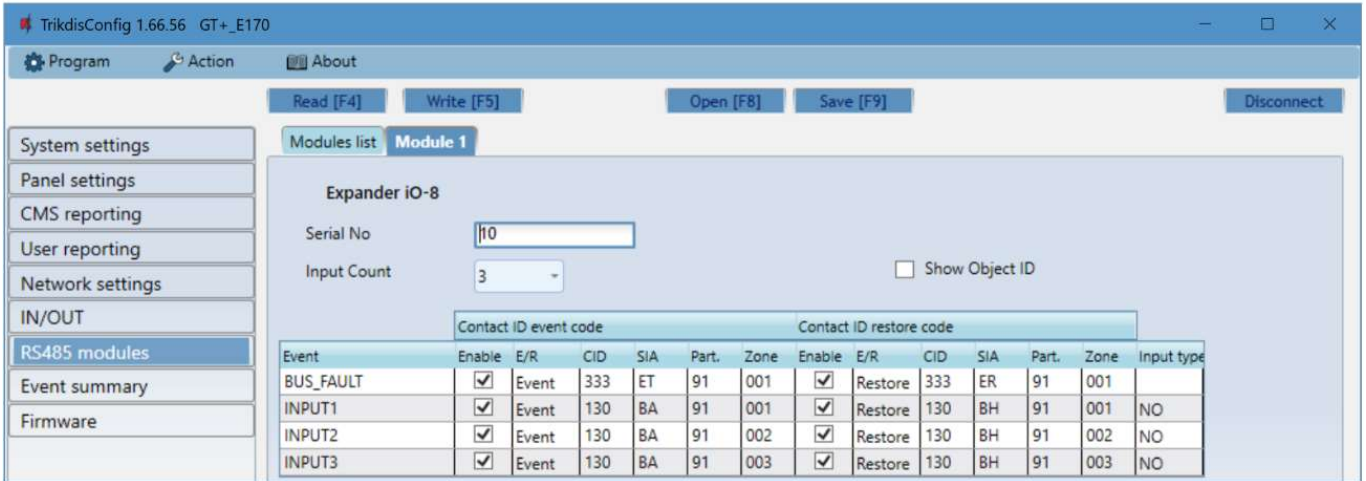 TrikdisConfig 1.66.56 GT+_E170
Program Action About
Read [F4] Write [F5] Open [F8] Save [F9] Disconnect
System settings
Panel settings
CMS reporting
User reporting
Network settings
IN/OUT
RS485 modules
Event summary
Firmware
Modules list Module 1
Expander iO-8
Serial No 10
Input Count 3 Show Object ID
Contact ID event code Contact ID restore code
Event Enable E/R CID SIA Part. Zone Enable E/R CID SIA Part. Zone Input type
BUS_FAULT Event 333 ET 91 001 Restore 333 ER 91 001
INPUT1 Event 130 BA 91 001 Restore 130 BH 91 001 NO
INPUT2 Event 130 BA 91 002 Restore 130 BH 91 002 NO
INPUT3 Event 130 BA 91 003 Restore 130 BH 91 003 NO